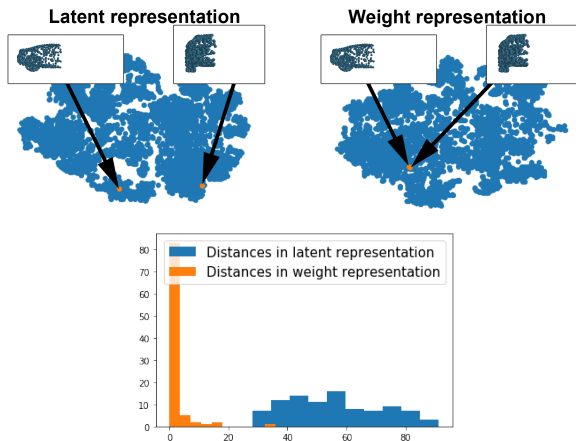 Latent representation
Weight representation
Distances in latent representation
Distances in weight representation
80
70
60
50
40
30
20
10
0
0 20 40 60 80